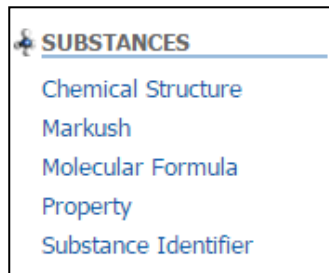 SUBSTANCES
Chemical Structure
Markush
Molecular Formula
Property
Substance Identifier